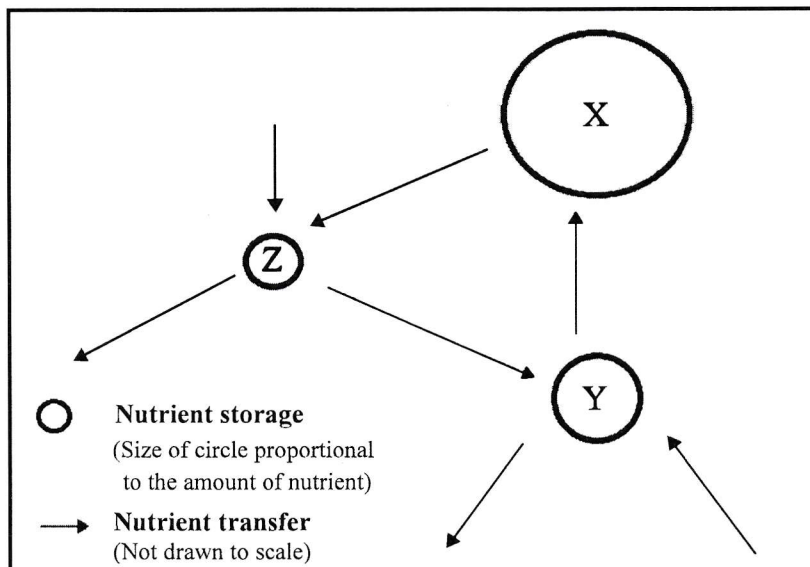 X
Z
Y
Nutrient storage
(Size of circle proportional
to the amount of nutrient)
Nutrient transfer
(Not drawn to scale)